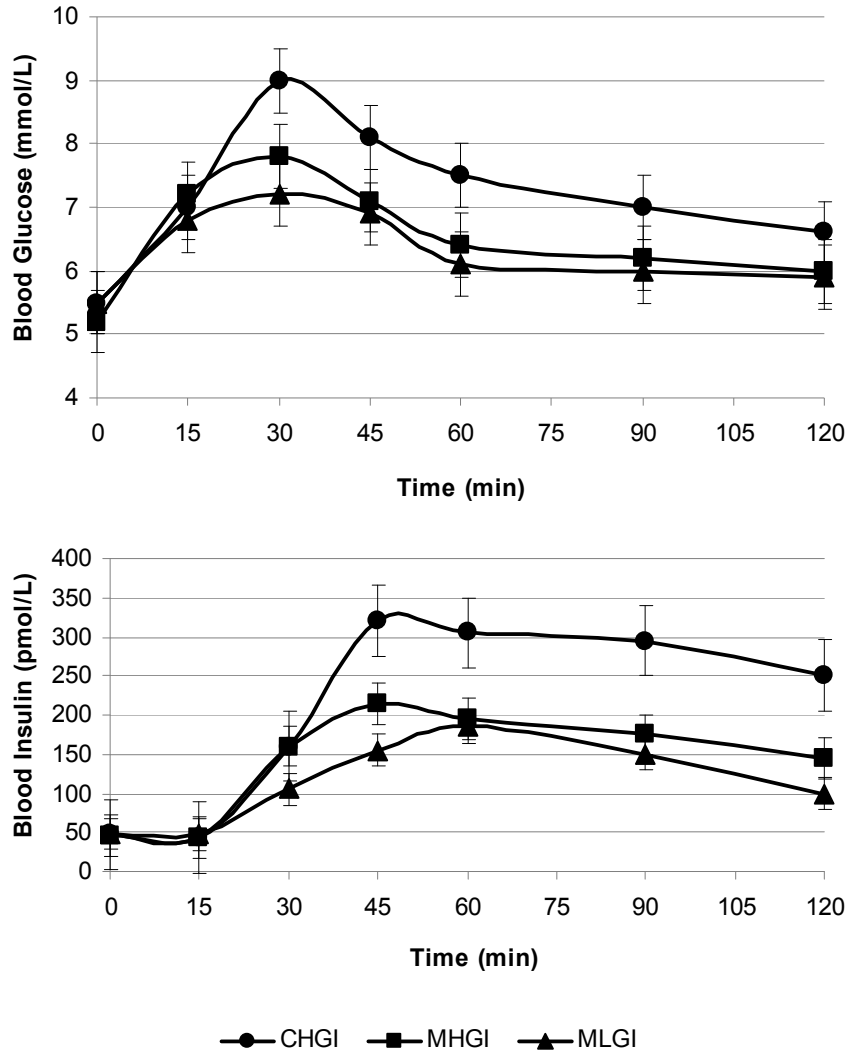 Blood Glucose (mmol/L)
10
9
8
7
6
5
4
0 15 30 45 60 75 90 105 120
Time (min)
Blood Insulin (pmol/L)
400
350
300
250
200
150
100
50
0
0 15 30 45 60 75 90 105 120
Time (min)
CHGI MHGI MLGI